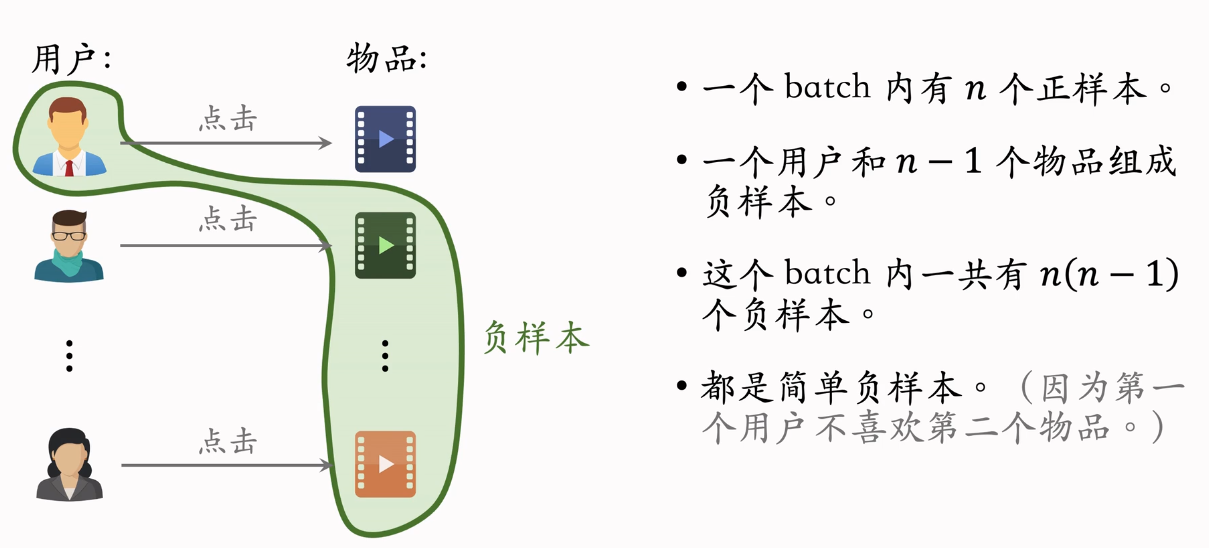 用户:
物品:
点击
点击
点击
负样本
• 一个 batch 内有 n 个正样本。
• 一个用户和 n − 1 个物品组成
负样本。
• 这个 batch 内一共有 n(n − 1)
个负样本。
• 都是简单负样本。（因为第一
个用户不喜欢第二个物品。）